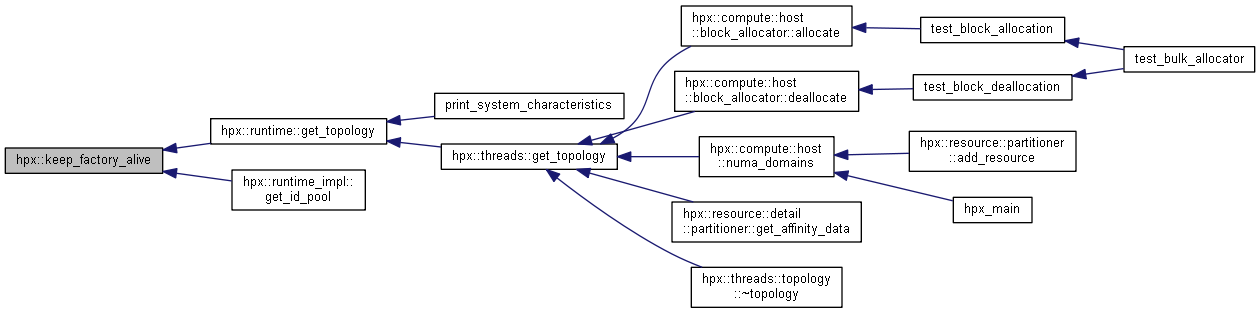 hpx::compute::host
::block_allocator::allocate
test_block_allocation
test_bulk_allocator
hpx::compute::host
::block_allocator::deallocate
test_block_deallocation
print_system_characteristics
hpx::runtime::get_topology
hpx::keep_factory_alive
hpx::threads::get_topology
hpx::compute::host
::numa_domains
hpx::resource::partitioner
::add_resource
hpx::runtime_impl::
get_id_pool
hpx_main
hpx::resource::detail
::partitioner::get_affinity_data
hpx::threads::topology
::~topology